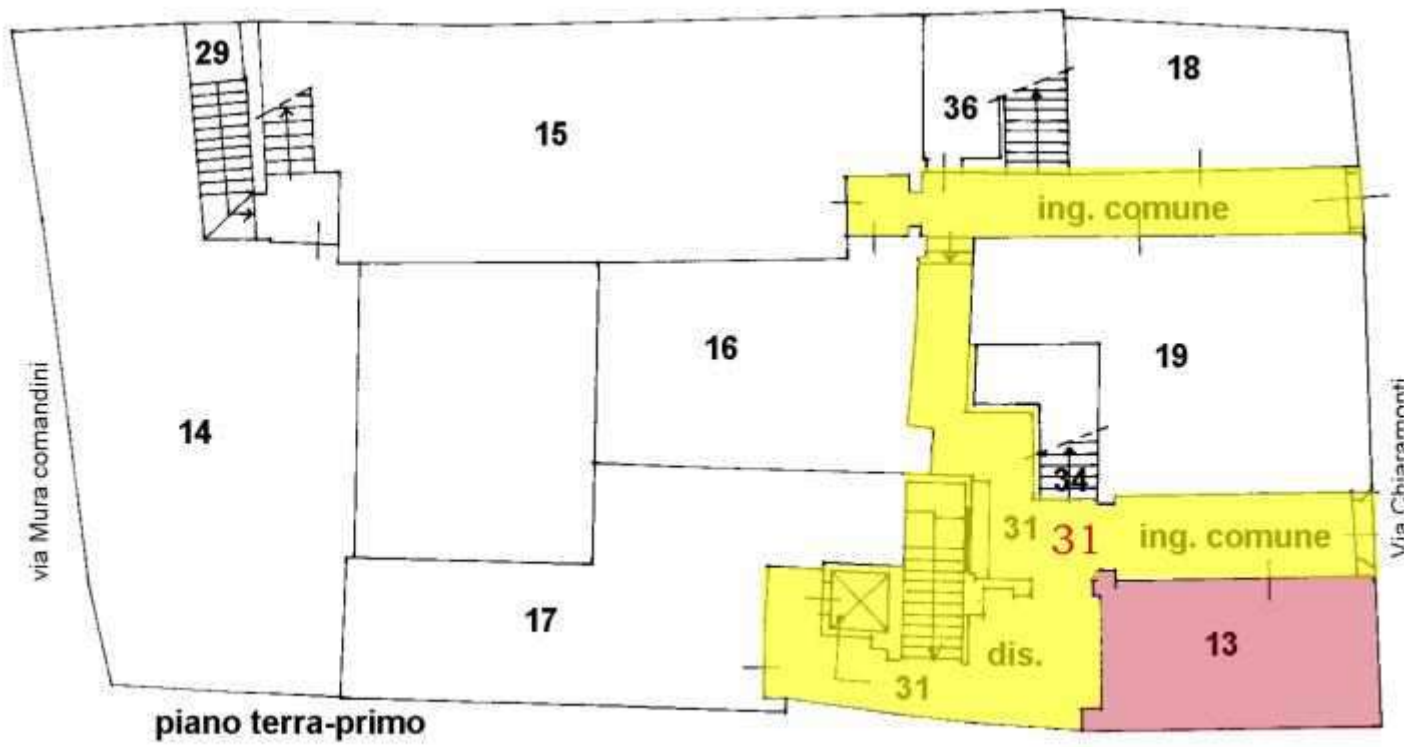 29
18
36
15
ing. comune
16
19
via Mura comandini
Via Chiaramonti
14
34
31
31
ing. comune
17
dis.
13
31
piano terra-primo